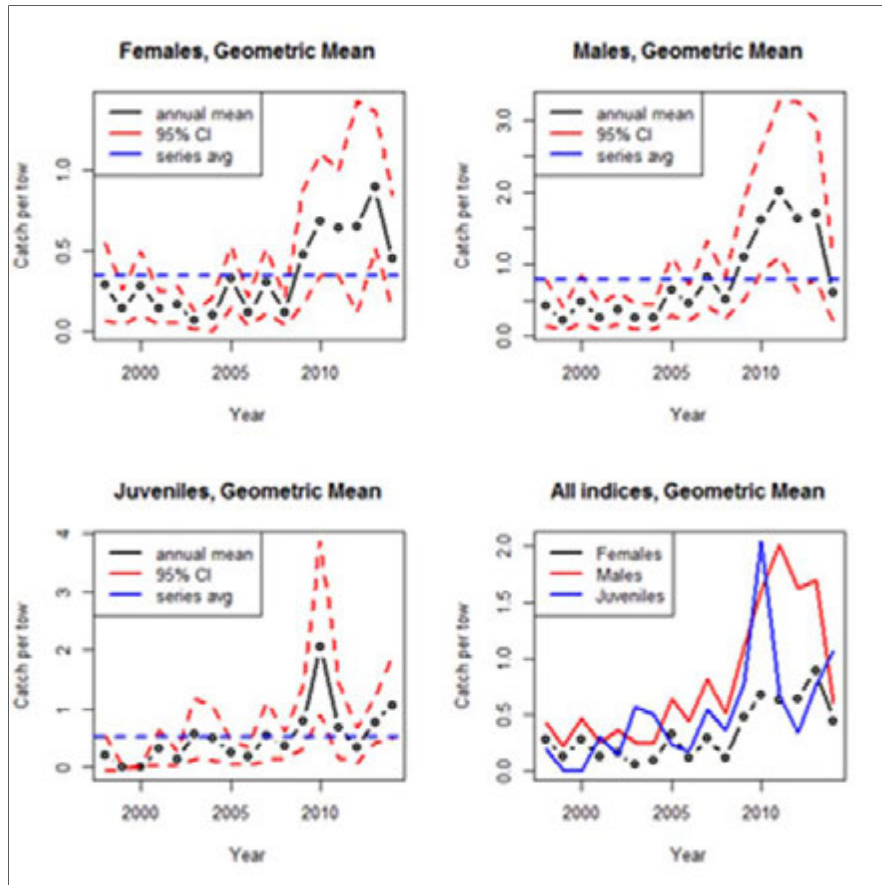 Females, Geometric Mean
annual mean
95% CI
series avg
Catch per tow
0.0 0.5 1.0
2000 2005 2010
Year
Males, Geometric Mean
annual mean
95% CI
series avg
Catch per tow
0.0 1.0 2.0 3.0
2000 2005 2010
Year
Juveniles, Geometric Mean
annual mean
95% CI
series avg
Catch per tow
0 1 2 3 4
2000 2005 2010
Year
All indices, Geometric Mean
Females
Males
Juveniles
Catch per tow
0.0 0.5 1.0 1.5 2.0
2000 2005 2010
Year